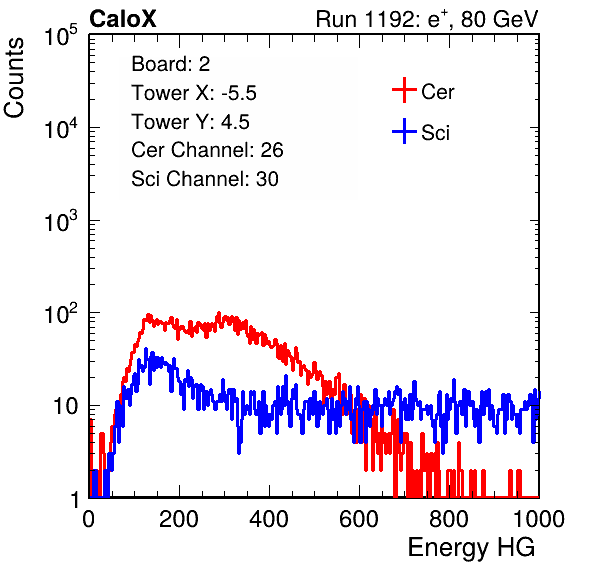 CaloX Run 1192: e⁺, 80 GeV
Counts
Board: 2
Tower X: -5.5
Tower Y: 4.5
Cer Channel: 26
Sci Channel: 30
Cer
Sci
10⁵
10⁴
10³
10²
10
1
0 200 400 600 800 1000
Energy HG